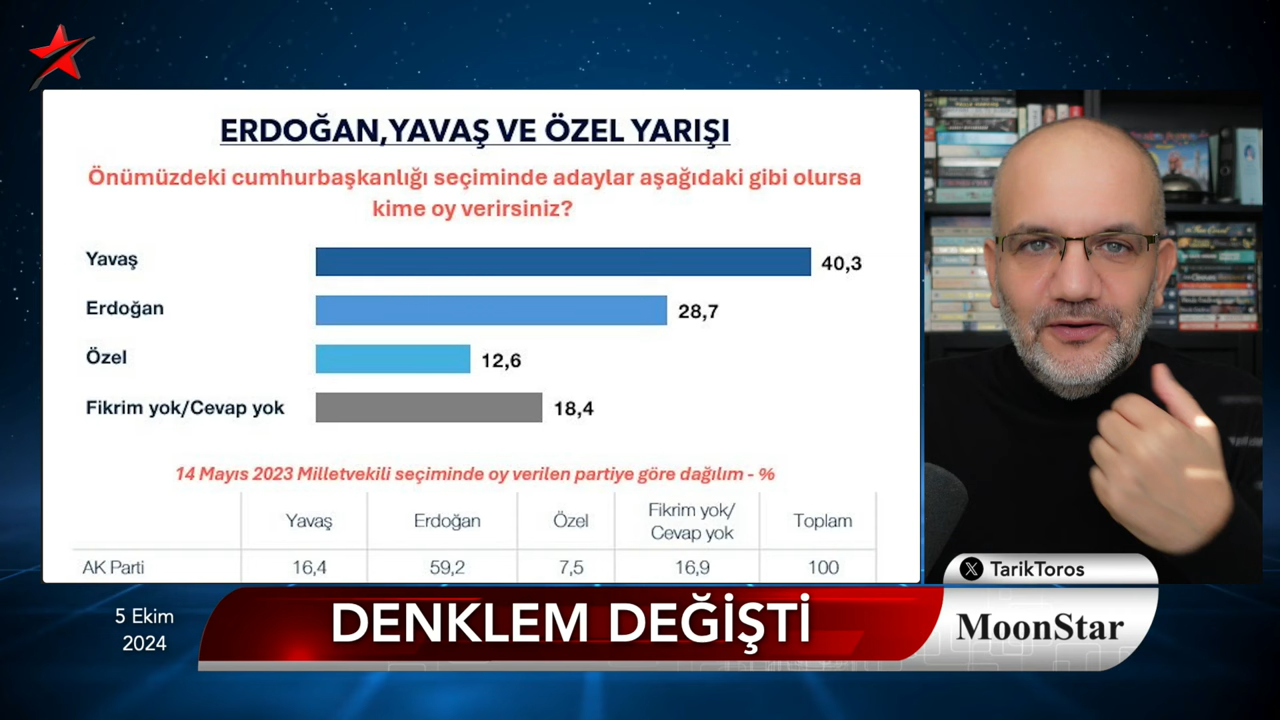 ERDOĞAN,YAVAŞ VE ÖZEL YARIŞI
Önümüzdeki cumhurbaşkanlığı seçiminde adaylar aşağıdaki gibi olursa
kime oy verirsiniz?
Yavaş 40,3
Erdoğan 28,7
Özel 12,6
Fikrim yok/Cevap yok 18,4
14 Mayıs 2023 Milletvekili seçiminde oy verilen partiye göre dağılım - %
Yavaş Erdoğan Özel Fikrim yok/ Toplam
Cevap yok
AK Parti 16,4 59,2 7,5 16,9 100
TarikToros
5 Ekim
2024
DENKLEM DEĞİŞTİ
MoonStar